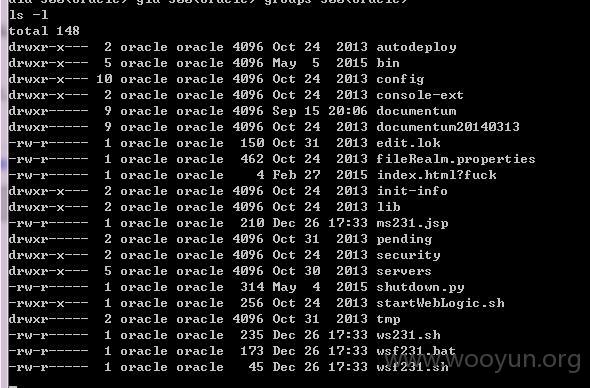 uid=500(oracle) gid=500(oracle) groups=500(oracle)
ls -l
total 148
drwxr-x--- 2 oracle oracle 4096 Oct 24 2013 autodeploy
drwxr-x--- 5 oracle oracle 4096 May 5 2015 bin
drwxr-x--- 10 oracle oracle 4096 Oct 24 2013 config
drwxr-x--- 2 oracle oracle 4096 Oct 24 2013 console-ext
drwxr----- 9 oracle oracle 4096 Sep 15 20:06 documentum
drwxr----- 9 oracle oracle 4096 Oct 24 2013 documentum20140313
-rw-r----- 1 oracle oracle 150 Oct 31 2013 edit.lok
-rw-r----- 1 oracle oracle 462 Oct 24 2013 fileRealm.properties
-rw-r----- 1 oracle oracle 4 Feb 27 2015 index.html?fuck
drwxr-x--- 2 oracle oracle 4096 Oct 24 2013 init-info
drwxr-x--- 2 oracle oracle 4096 Oct 24 2013 lib
-rw-r----- 1 oracle oracle 210 Dec 26 17:33 ms231.jsp
drwxr----- 2 oracle oracle 4096 Oct 31 2013 pending
drwxr-x--- 2 oracle oracle 4096 Oct 24 2013 security
drwxr-x--- 5 oracle oracle 4096 Oct 30 2013 servers
-rw-r----- 1 oracle oracle 314 May 4 2015 shutdown.py
-rwxr-x--- 1 oracle oracle 256 Oct 24 2013 startWebLogic.sh
drwxr----- 2 oracle oracle 4096 Oct 31 2013 tmp
-rw-r----- 1 oracle oracle 235 Dec 26 17:33 ws231.sh
-rw-r----- 1 oracle oracle 173 Dec 26 17:33 wsf231.bat
-rw-r----- 1 oracle oracle 45 Dec 26 17:33 wsf231.sh
www.wooyun.org